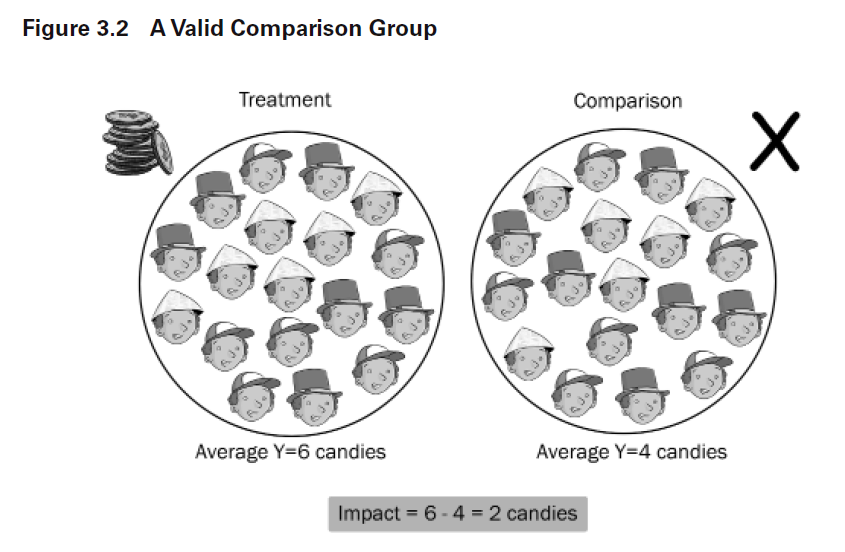 Figure 3.2 A Valid Comparison Group
Treatment
Comparison
X
Average Y=6 candies
Average Y=4 candies
Impact = 6 - 4 = 2 candies